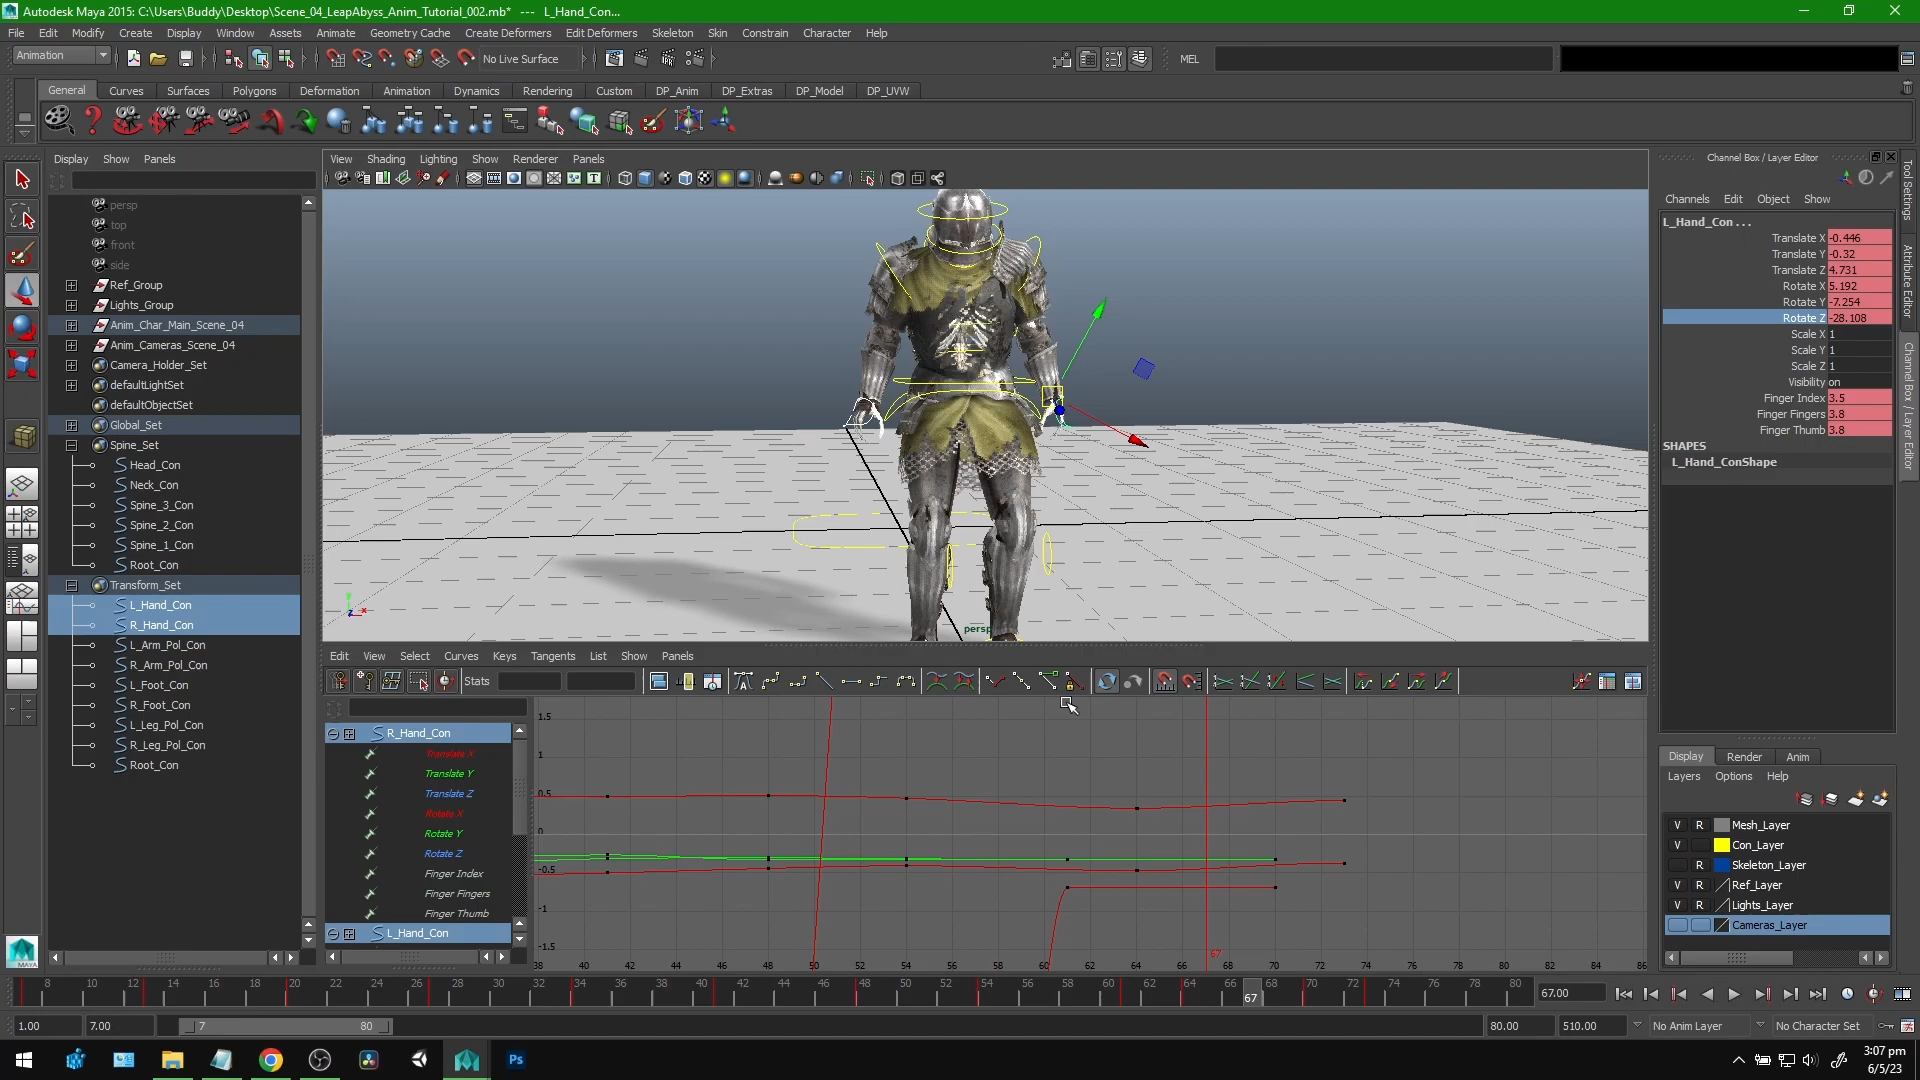 Autodesk Maya 2015: C:\Users\Buddy\Desktop\Scene_04_LeapAbyss_Anim_Tutorial_002.mb* --- L_Hand_Con...
File Edit Modify Create Display Window Assets Animate Geometry Cache Create Deformers Edit Deformers Skeleton Skin Constrain Character Help
Animation No Live Surface MEL
General Curves Surfaces Polygons Deformation Animation Dynamics Rendering Custom DP_Anim DP_Extras DP_Model DP_UVW
Display Show Panels
View Shading Lighting Show Renderer Panels
Channel Box / Layer Editor
Channels Edit Object Show
persp
top
front
side
Ref_Group
Lights_Group
Anim_Char_Main_Scene_04
Anim_Cameras_Scene_04
Camera_Holder_Set
defaultLightSet
defaultObjectSet
Global_Set
Spine_Set
Head_Con
Neck_Con
Spine_3_Con
Spine_2_Con
Spine_1_Con
Root_Con
Transform_Set
L_Hand_Con
R_Hand_Con
L_Arm_Pol_Con
R_Arm_Pol_Con
L_Foot_Con
R_Foot_Con
L_Leg_Pol_Con
R_Leg_Pol_Con
Root_Con
persp
L_Hand_Con ...
Translate X -0.446
Translate Y -0.32
Translate Z 4.731
Rotate X 5.192
Rotate Y -7.254
Rotate Z -28.108
Scale X 1
Scale Y 1
Scale Z 1
Visibility on
Finger Index 3.5
Finger Fingers 3.8
Finger Thumb 3.8
SHAPES
L_Hand_ConShape
Tool Settings
Attribute Editor
Channel Box / Layer Editor
Edit View Select Curves Keys Tangents List Show Panels
Stats
R_Hand_Con
Translate X
Translate Y
Translate Z
Rotate X
Rotate Y
Rotate Z
Finger Index
Finger Fingers
Finger Thumb
L_Hand_Con
1.5
1
0.5
0
-0.5
-1
-1.5
67
38 40 42 44 46 48 50 52 54 56 58 60 62 64 66 68 70 72 74 76 78 80 82 84 86
Display Render Anim
Layers Options Help
V R Mesh_Layer
V Con_Layer
R Skeleton_Layer
V R Ref_Layer
V R Lights_Layer
Cameras_Layer
8 10 12 14 16 18 20 22 24 26 28 30 32 34 36 38 40 42 44 46 48 50 52 54 56 58 60 62 64 66 68 70 72 74 76 78 80
67
67.00
1.00 7.00 7 80 80.00 510.00 No Anim Layer No Character Set
MAYA
Ps
3:07 pm
6/5/23